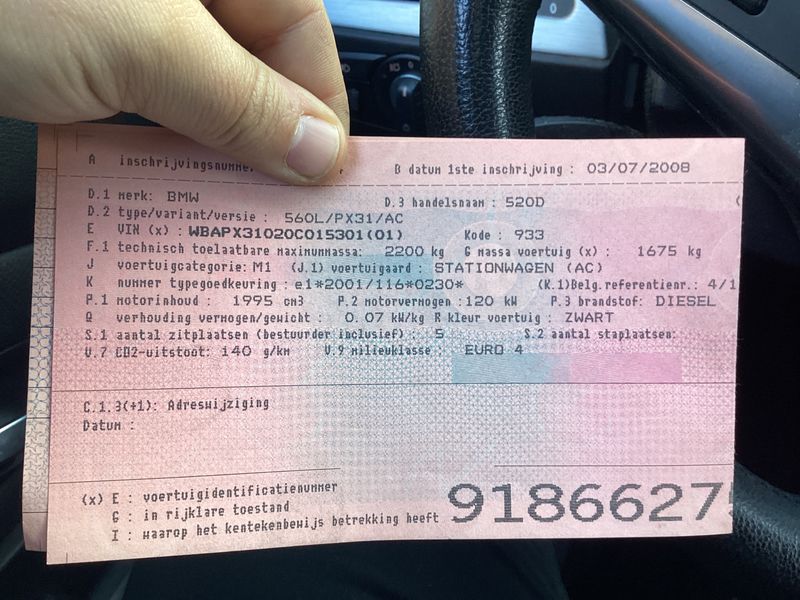 A inschrijvingsnummer B datum 1ste inschrijving : 03/07/2008
D.1 merk: BMW D.3 handelsnaam : 520D
D.2 type/variant/versie : 560L/PX31/AC
E VIN (x) : WBAPX31020C015301(01) Kode : 933
F.1 technisch toelaatbare maximummassa: 2200 kg G massa voertuig (x) : 1675 kg
J voertuigcategorie: M1 (J.1) voertuigaard : STATIONWAGEN (AC)
K nummer typegoedkeuring : e1*2001/116*0230* (K.1)Belg.referentienr. : 4/1
P.1 motorinhoud : 1995 cm3 P.2 motorvermogen : 120 kW P.3 brandstof: DIESEL
Q verhouding vermogen/gewicht : 0.07 kW/kg R kleur voertuig : ZWART
S.1 aantal zitplaatsen (bestuurder inclusief) : 5 S.2 aantal staplaatsen:
V.7 CO2-uitstoot: 140 g/km V.9 milieuklasse : EURO 4
C.1.3(+1): Adreswijziging
Datum :
(x) E : voertuigidentificatienummer
G : in rijklare toestand
I : waarop het kentekenbewijs betrekking heeft
9186627